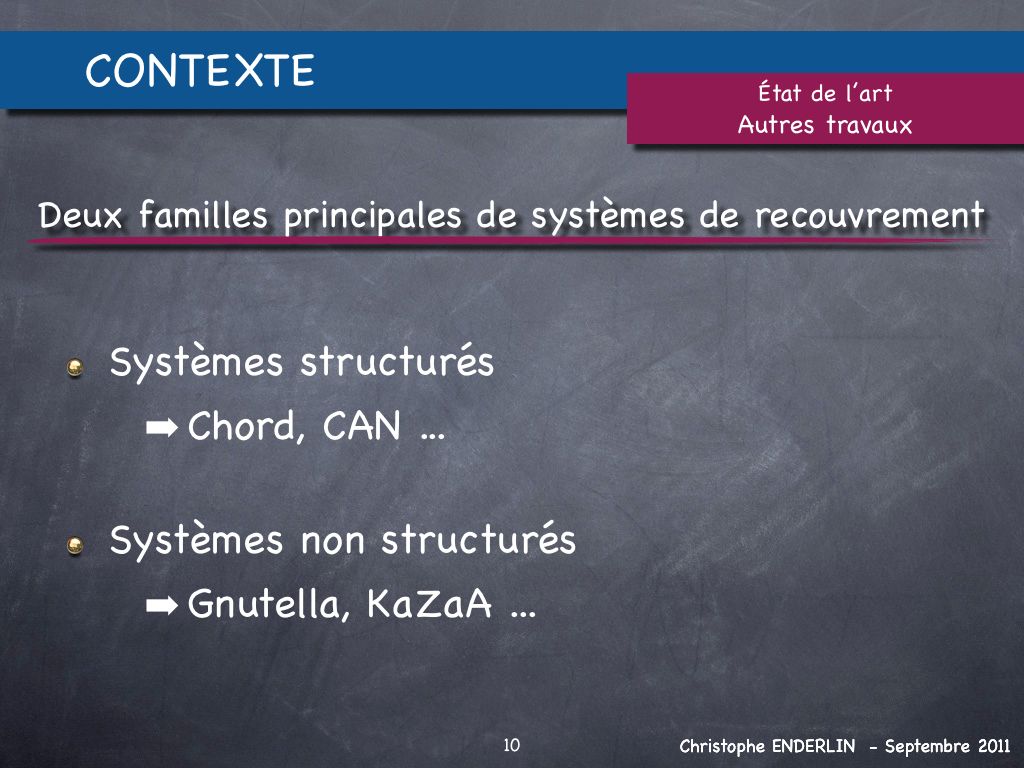 CONTEXTE
État de l'art
Autres travaux
Deux familles principales de systèmes de recouvrement
Systèmes structurés
➡ Chord, CAN ...
Systèmes non structurés
➡ Gnutella, KaZaA ...
10
Christophe ENDERLIN - Septembre 2011